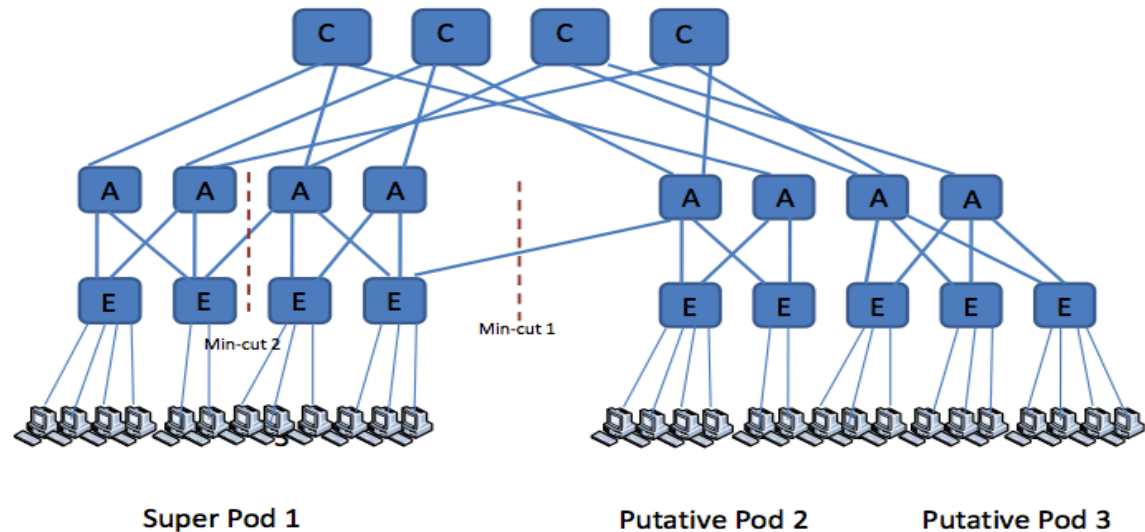 C C C C
A A A A A A A A
E E E E E E E E E
Min-cut 2 Min-cut 1
Super Pod 1 Putative Pod 2 Putative Pod 3